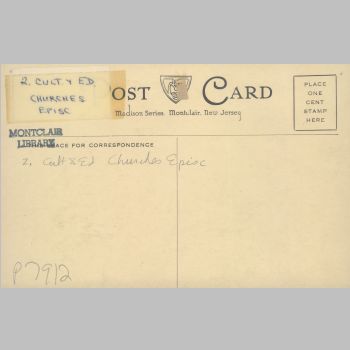 2. CULT & ED
CHURCHES
EPISC
POST CARD
Madison Series. Montclair. New Jersey
PLACE
ONE
CENT
STAMP
HERE
MONTCLAIR
LIBRARY
ACE FOR CORRESPONDENCE
2. Cult & Ed Churches Episc
P7912